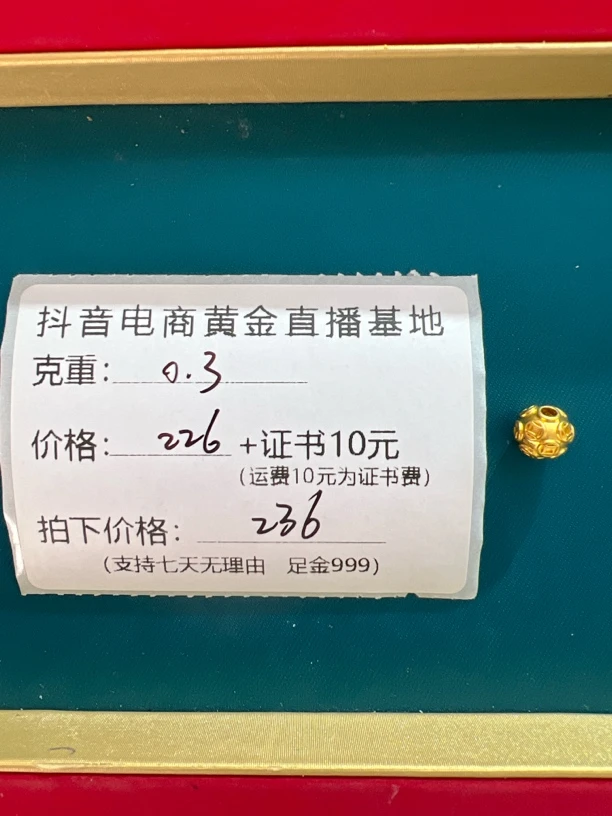 抖音电商黄金直播基地
克重：0.3
价格：226+证书10元
（运费10元为证书费）
拍下价格：236
（支持七天无理由 足金999）